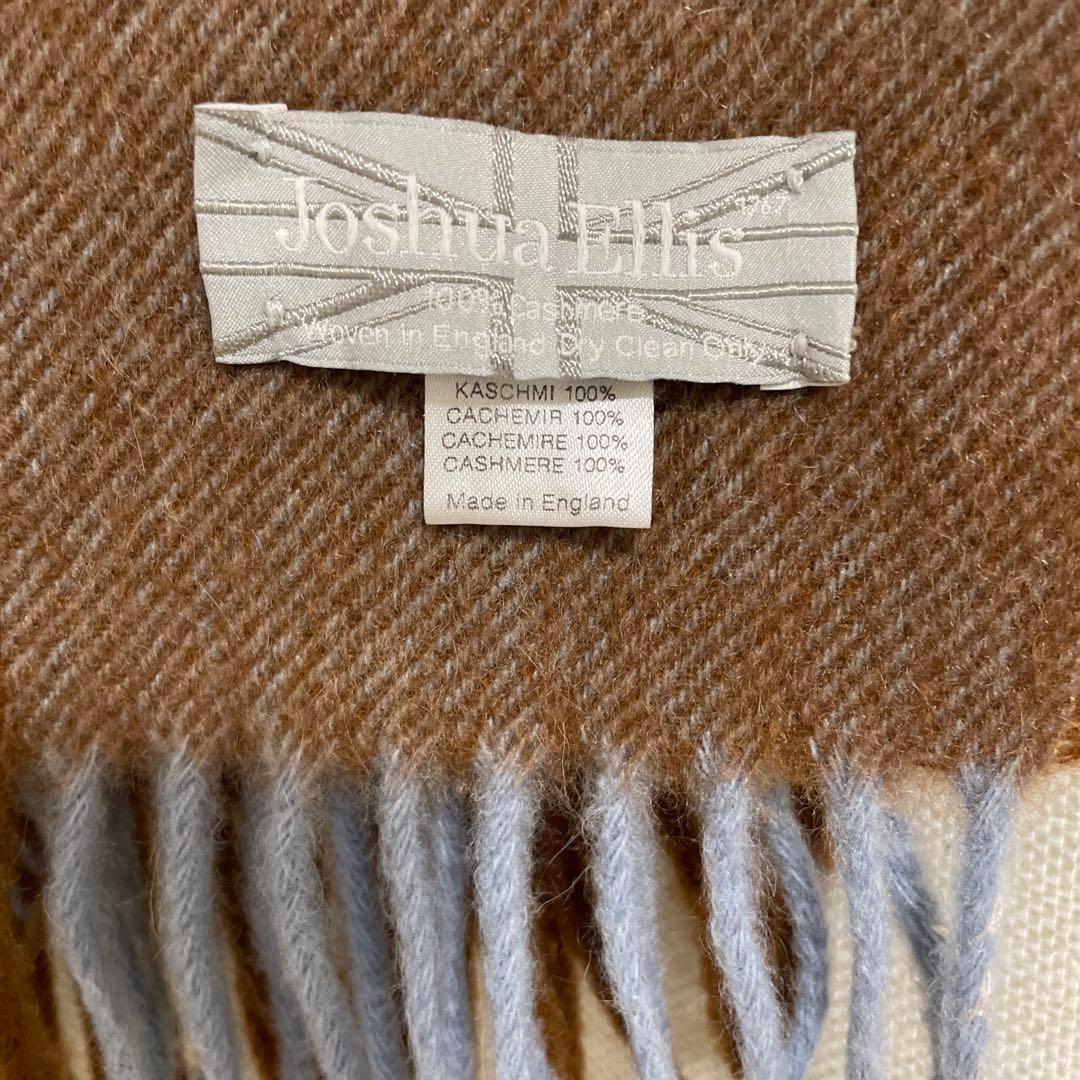 Joshua Ellis
1767
100% Cashmere
Woven in England Dry Clean Only
KASCHMI 100%
CACHEMIR 100%
CACHEMIRE 100%
CASHMERE 100%
Made in England